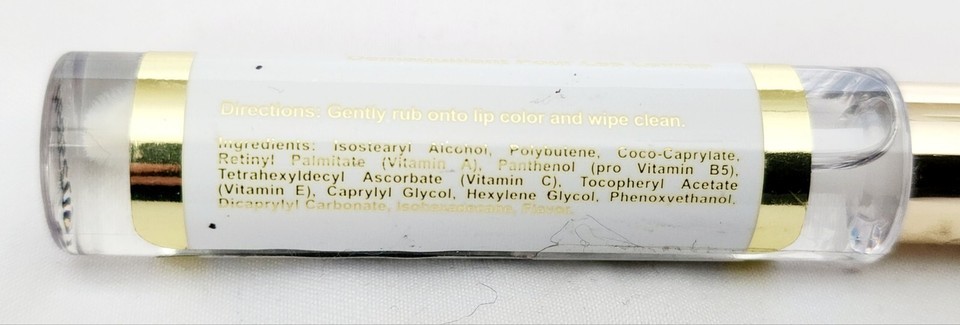 Directions: Gently rub onto lip color and wipe clean.
Ingredients: Isostearyl Alcohol, Polybutene, Coco-Caprylate,
Retinyl Palmitate (Vitamin A), Panthenol (pro Vitamin B5),
Tetrahexyldecyl Ascorbate (Vitamin C), Tocopheryl Acetate
(Vitamin E), Caprylyl Glycol, Hexylene Glycol, Phenoxyethanol,
Dicaprylyl Carbonate, Isohexadecane, Flavor.